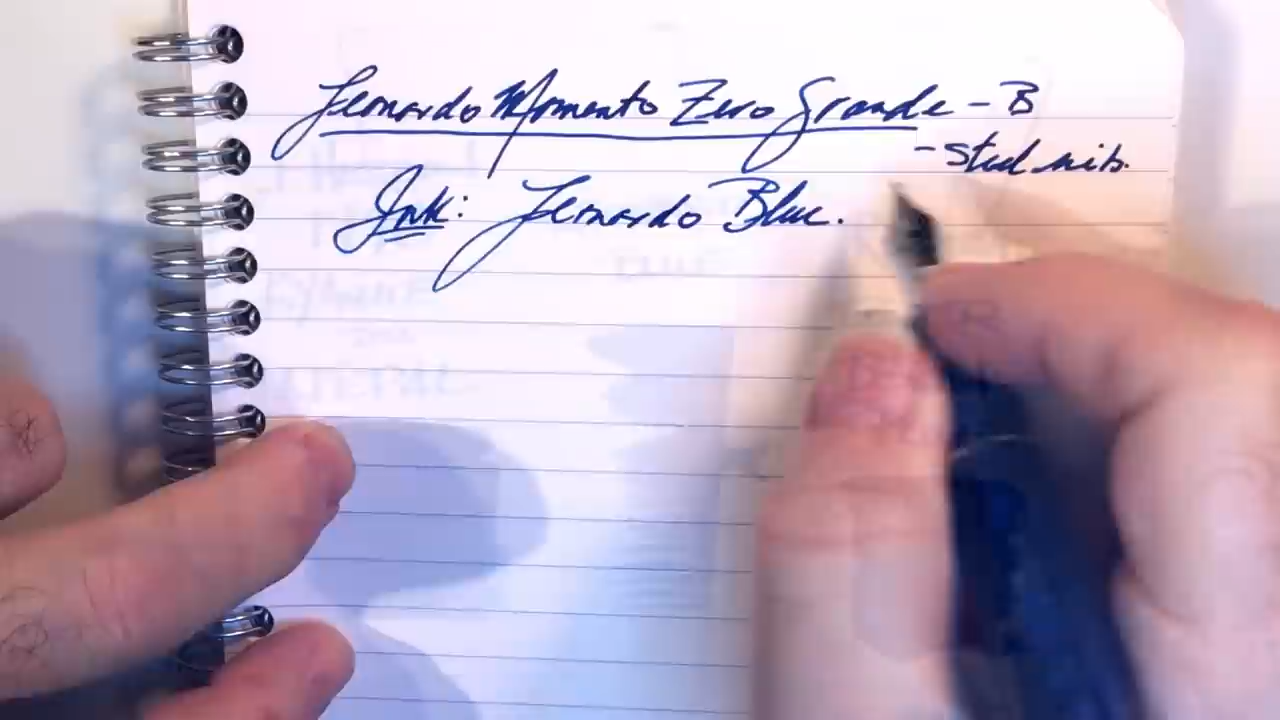 Leonardo Momento Zero Grande - B
- steel nib.
Ink: Leonardo Blue.